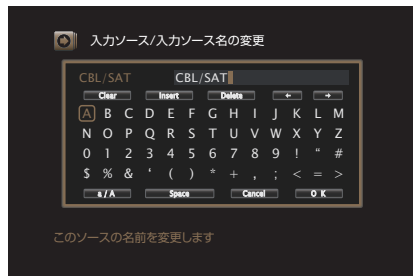 入力ソース/入力ソース名の変更
CBL/SAT CBL/SAT
Clear Insert Delete ← →
A B C D E F G H I J K L M
N O P Q R S T U V W X Y Z
0 1 2 3 4 5 6 7 8 9 ! “ #
$ % & ‘ ( ) * + , ; < = >
a / A Space Cancel O K
このソースの名前を変更します